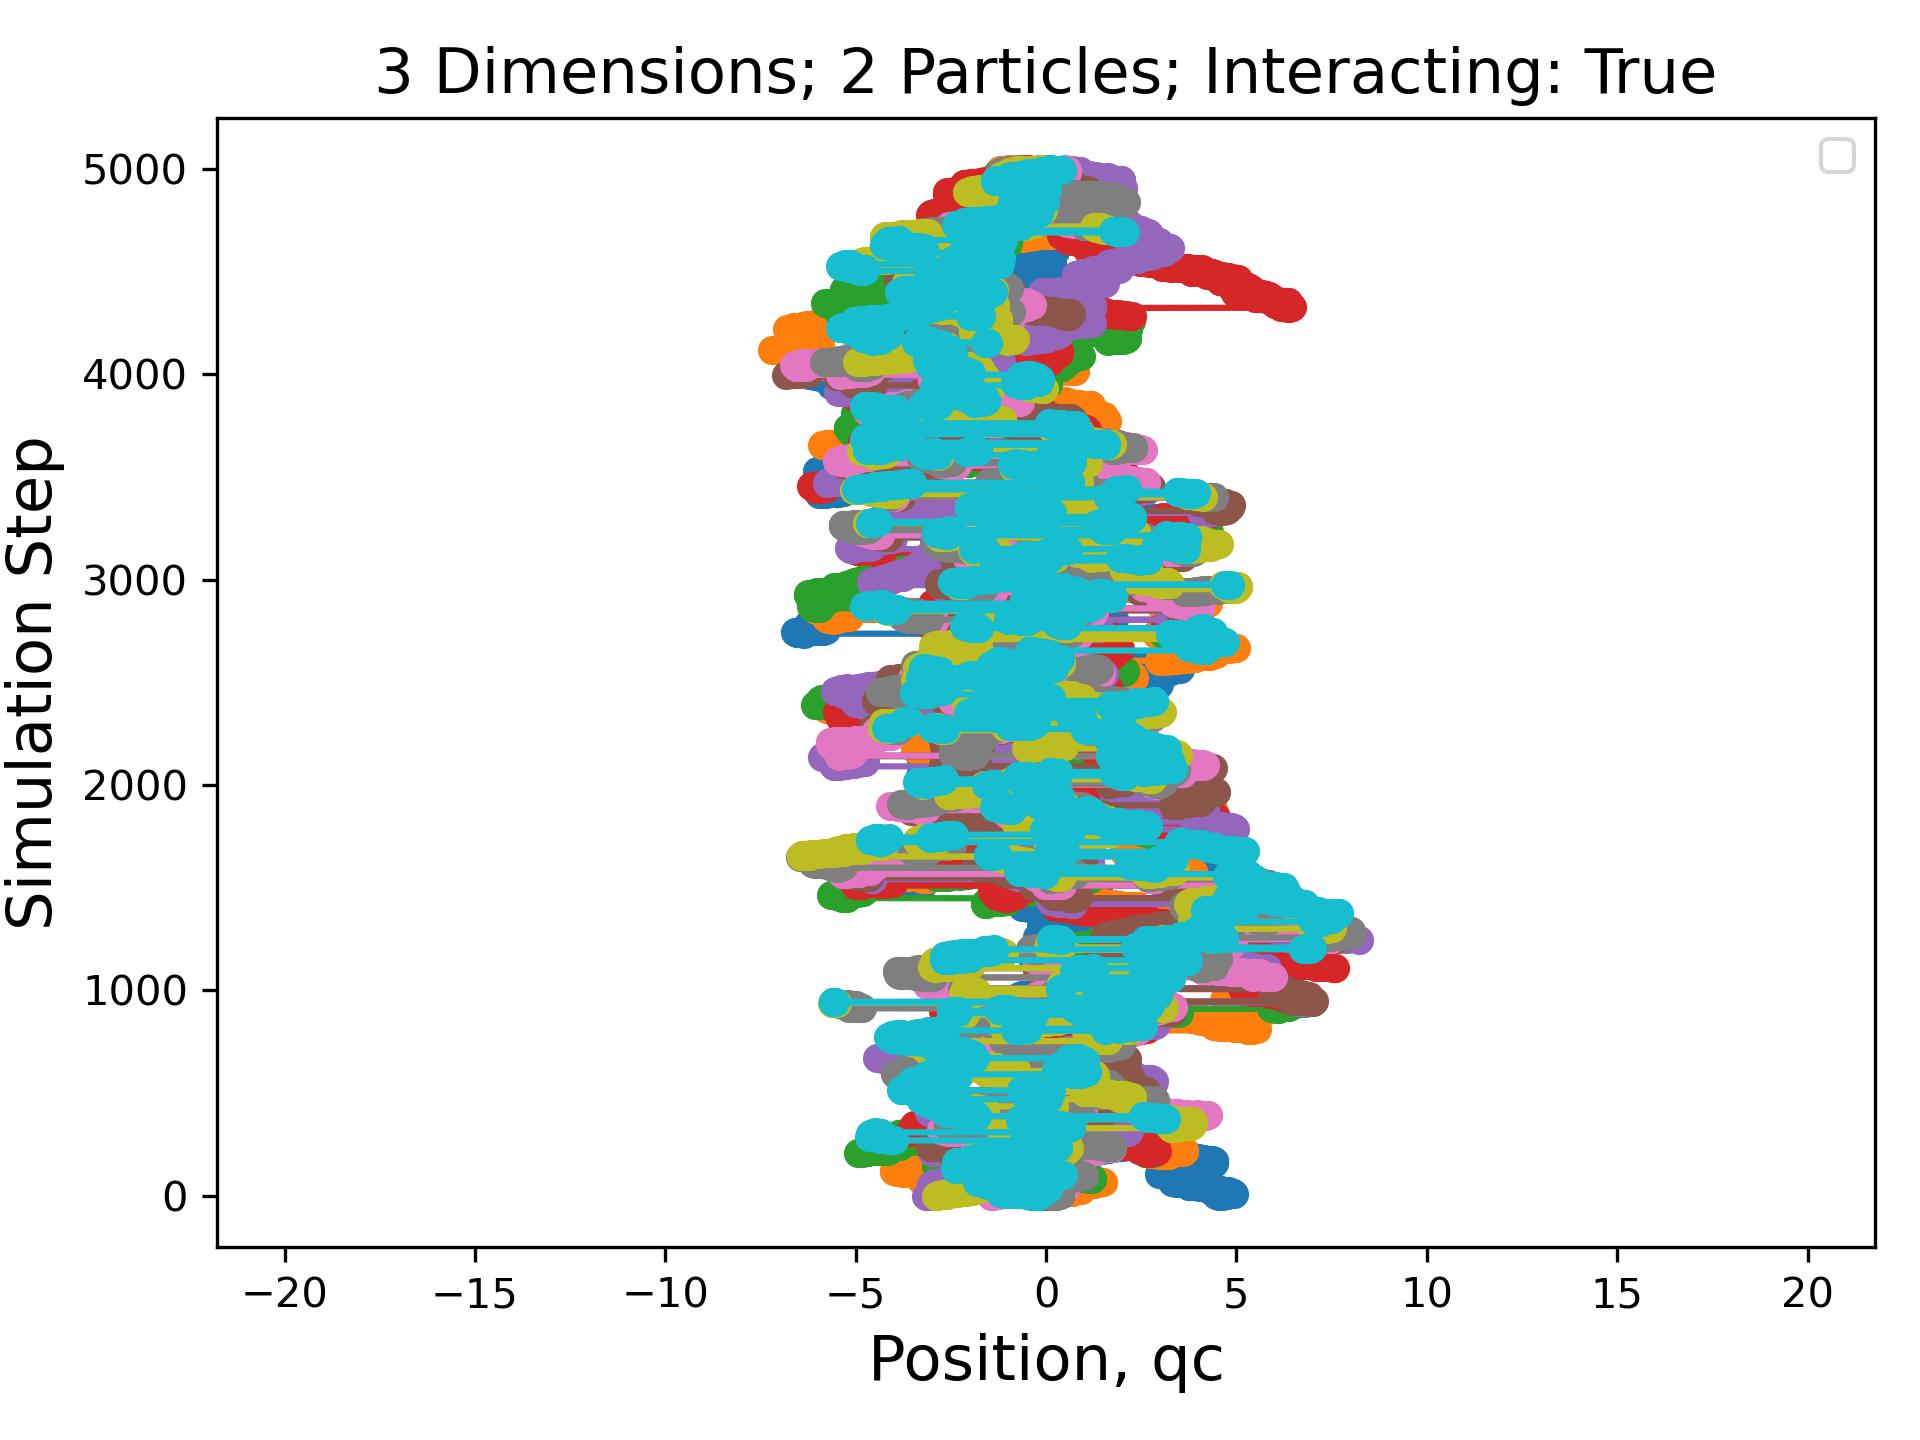 3 Dimensions; 2 Particles; Interacting: True
Simulation Step
5000
4000
3000
2000
1000
0
−20 −15 −10 −5 0 5 10 15 20
Position, qc